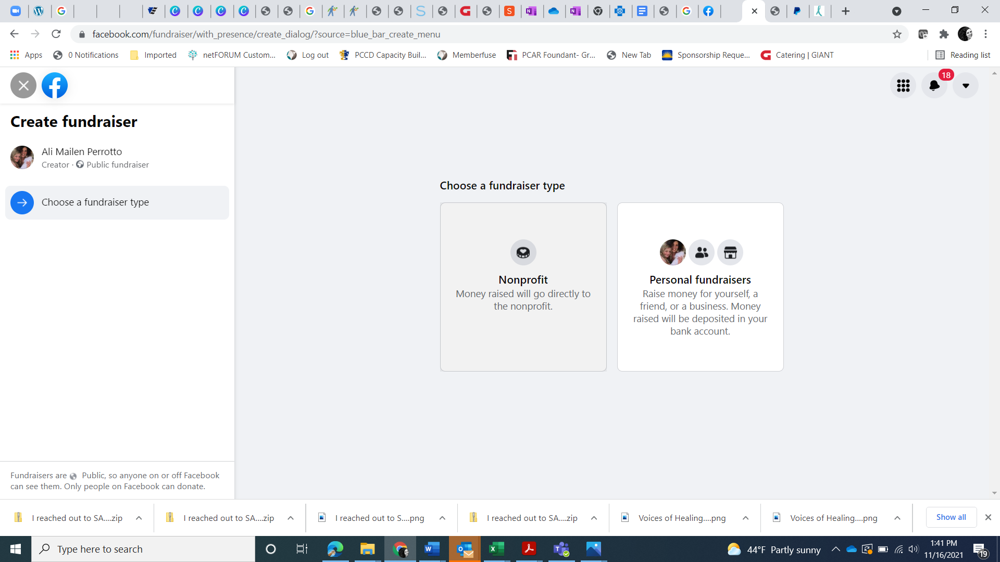 facebook.com/fundraiser/with_presence/create_dialog/?source=blue_bar_create_menu
Apps
0 Notifications
Imported
netFORUM Custom...
Log out
PCCD Capacity Buil...
Memberfuse
PCAR Foundant- Gr...
New Tab
Sponsorship Reque...
Catering | GIANT
Reading list
18
Create fundraiser
Ali Mailen Perrotto
Creator · Public fundraiser
Choose a fundraiser type
Choose a fundraiser type
Nonprofit
Money raised will go directly to
the nonprofit.
Personal fundraisers
Raise money for yourself, a
friend, or a business. Money
raised will be deposited in your
bank account.
Fundraisers are Public, so anyone on or off Facebook
can see them. Only people on Facebook can donate.
I reached out to SA....zip
I reached out to SA....zip
I reached out to S....png
I reached out to SA....zip
Voices of Healing....png
Voices of Healing....png
Show all
Type here to search
44°F Partly sunny
1:41 PM
11/16/2021
19